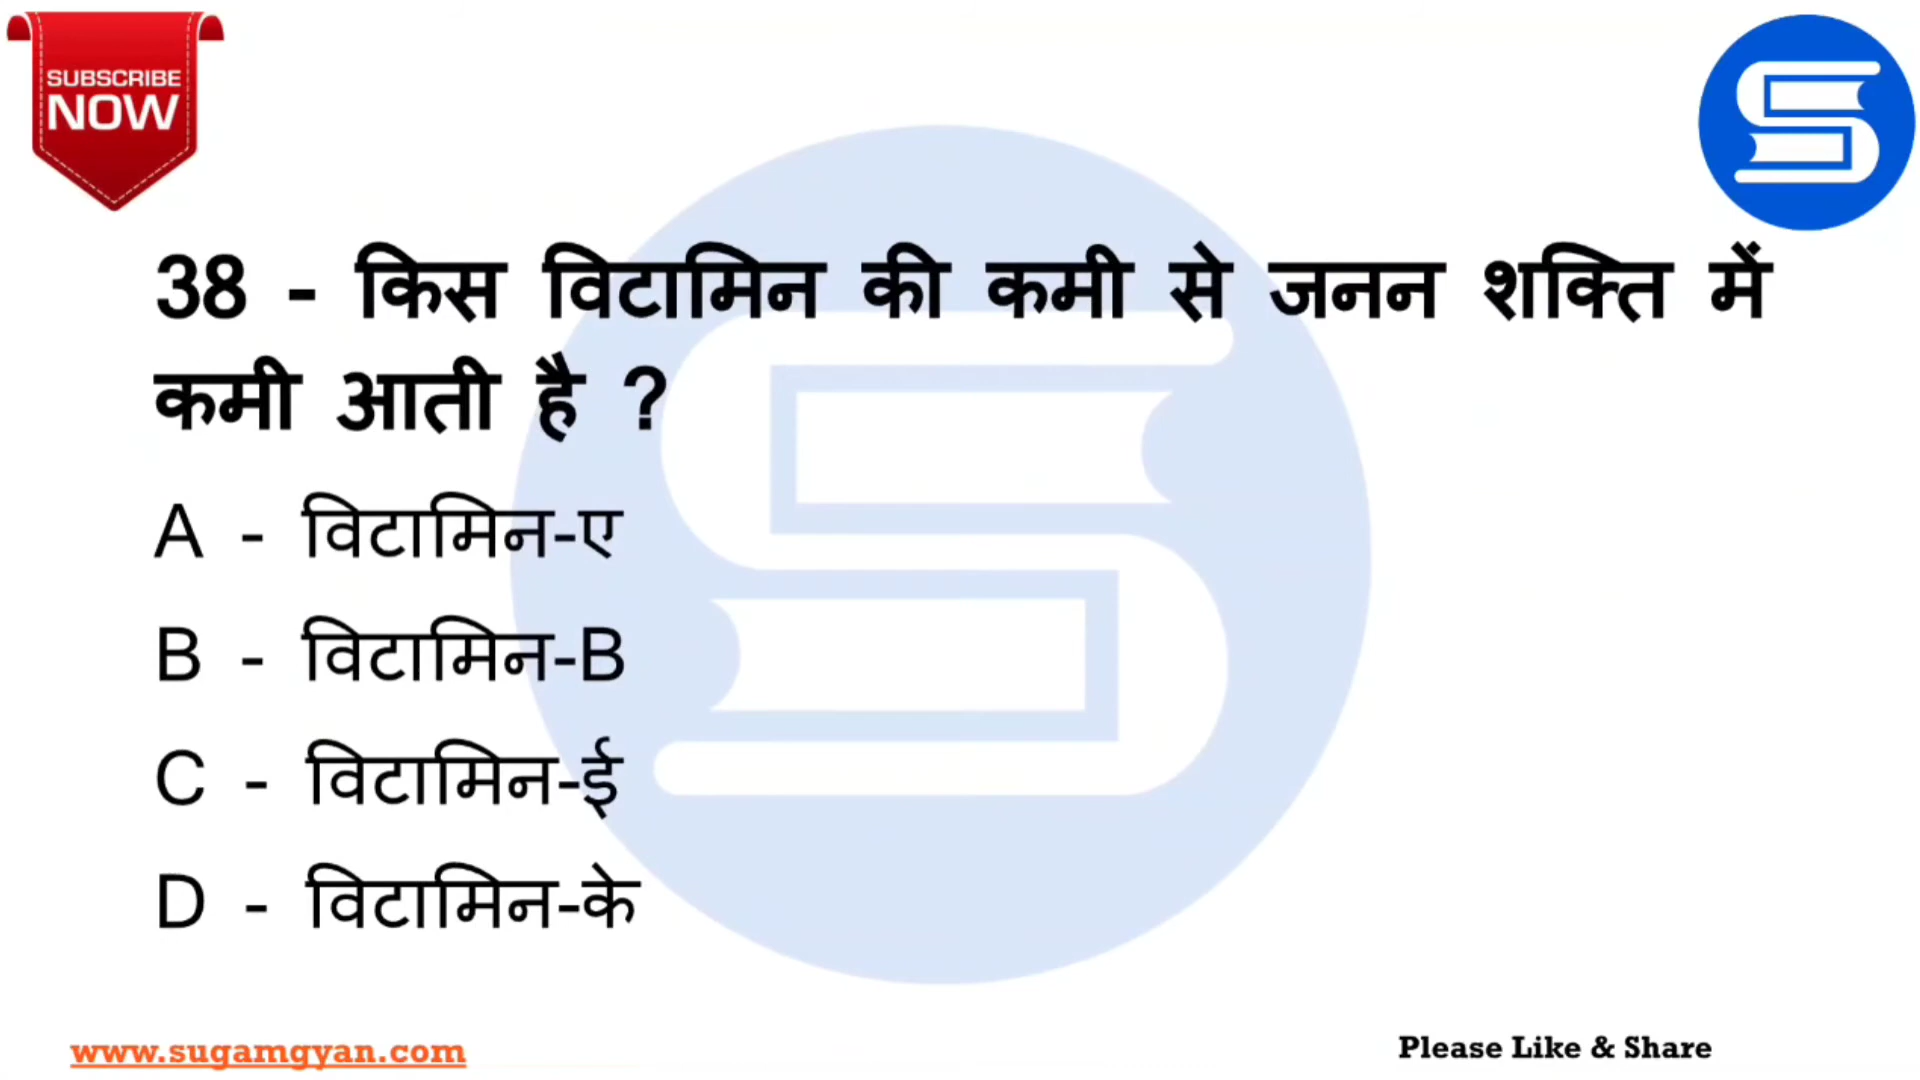 SUBSCRIBE
NOW
38 - किस विटामिन की कमी से जनन शक्ति में
कमी आती है ?
A - विटामिन-ए
B - विटामिन-B
C - विटामिन-ई
D - विटामिन-के
www.sugamgyan.com
Please Like & Share